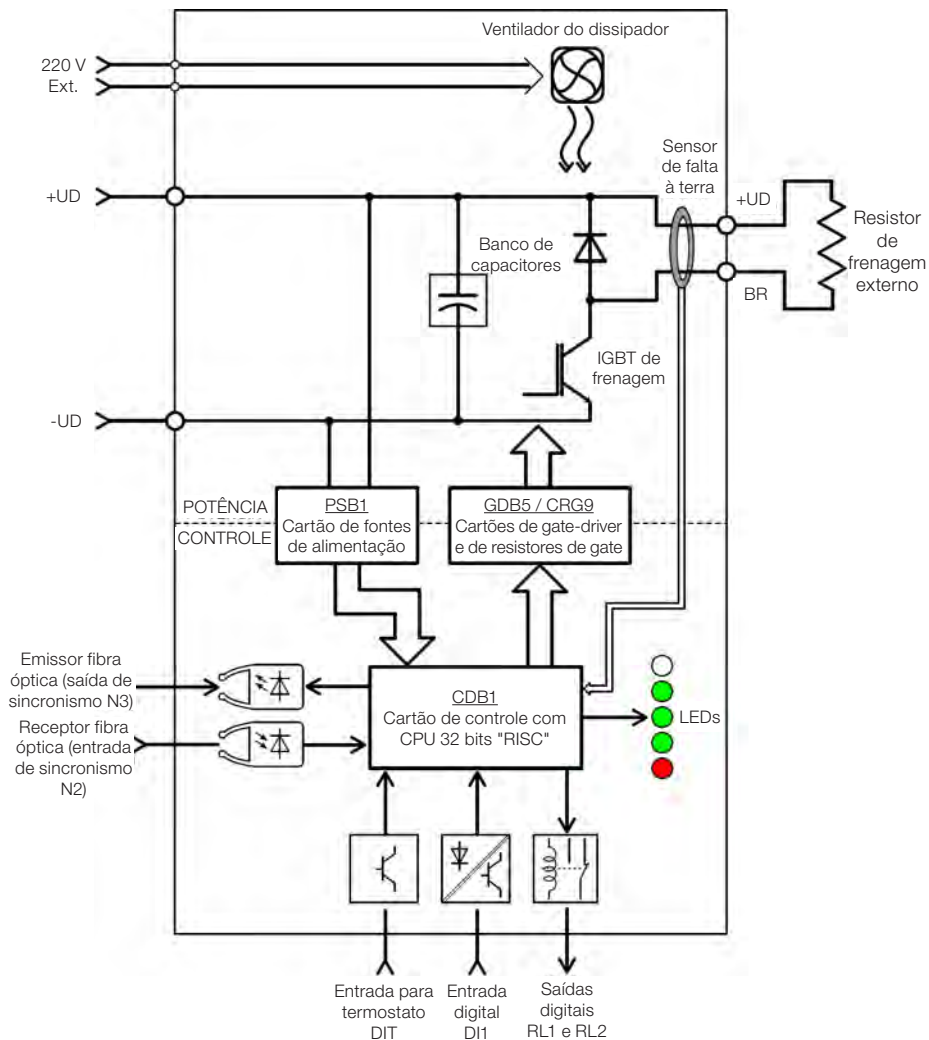 Ventilador do dissipador
220 V
Ext.
Sensor
de falta
à terra
+UD
+UD
Resistor
de
frenagem
externo
Banco de
capacitores
BR
IGBT de
frenagem
-UD
POTÊNCIA
CONTROLE
PSB1
Cartão de fontes
de alimentação
GDB5 / CRG9
Cartões de gate-driver
e de resistores de gate
Emissor fibra
óptica (saída de
sincronismo N3)
Receptor fibra
óptica (entrada
de sincronismo
N2)
CDB1
Cartão de controle com
CPU 32 bits "RISC"
LEDs
Entrada para
termostato
DIT
Entrada
digital
DI1
Saídas
digitais
RL1 e RL2